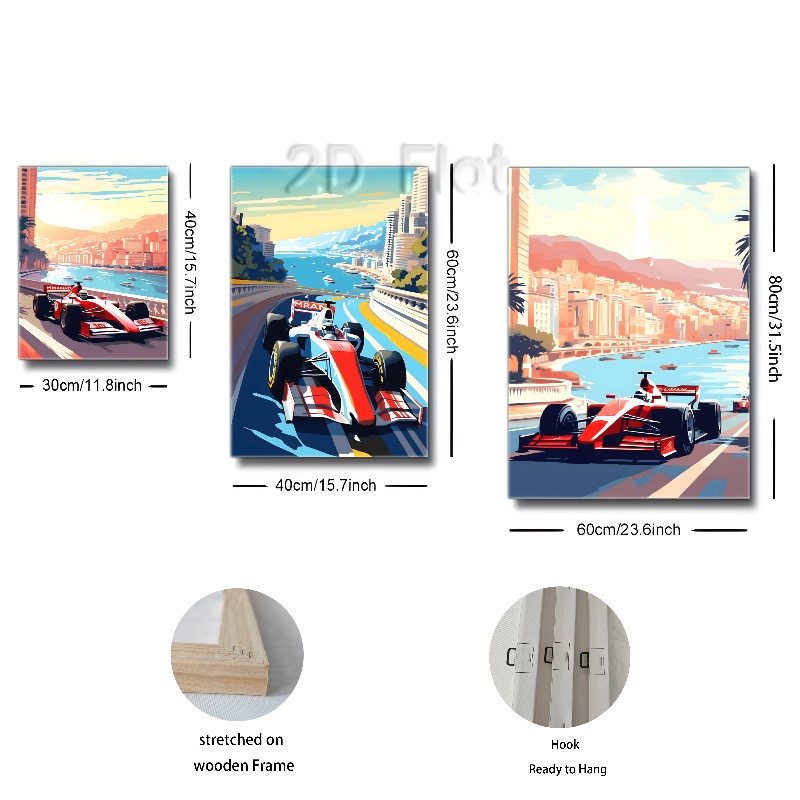 2D Flat
40cm/15.7inch
30cm/11.8inch
60cm/23.6inch
40cm/15.7inch
80cm/31.5inch
60cm/23.6inch
stretched on
wooden Frame
Hook
Ready to Hang